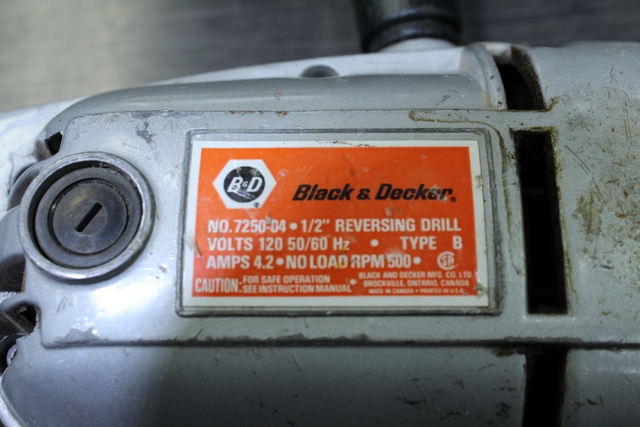 B&D
®
Black & Decker®
NO. 7250-04 • 1/2" REVERSING DRILL
VOLTS 120 50/60 Hz • TYPE B
AMPS 4.2 • NO LOAD RPM 500 •
CAUTION. FOR SAFE OPERATION
SEE INSTRUCTION MANUAL
• BLACK AND DECKER MFG. CO. LTD.
BROCKVILLE, ONTARIO, CANADA
MADE IN CANADA • PRINTED IN U.S.A.